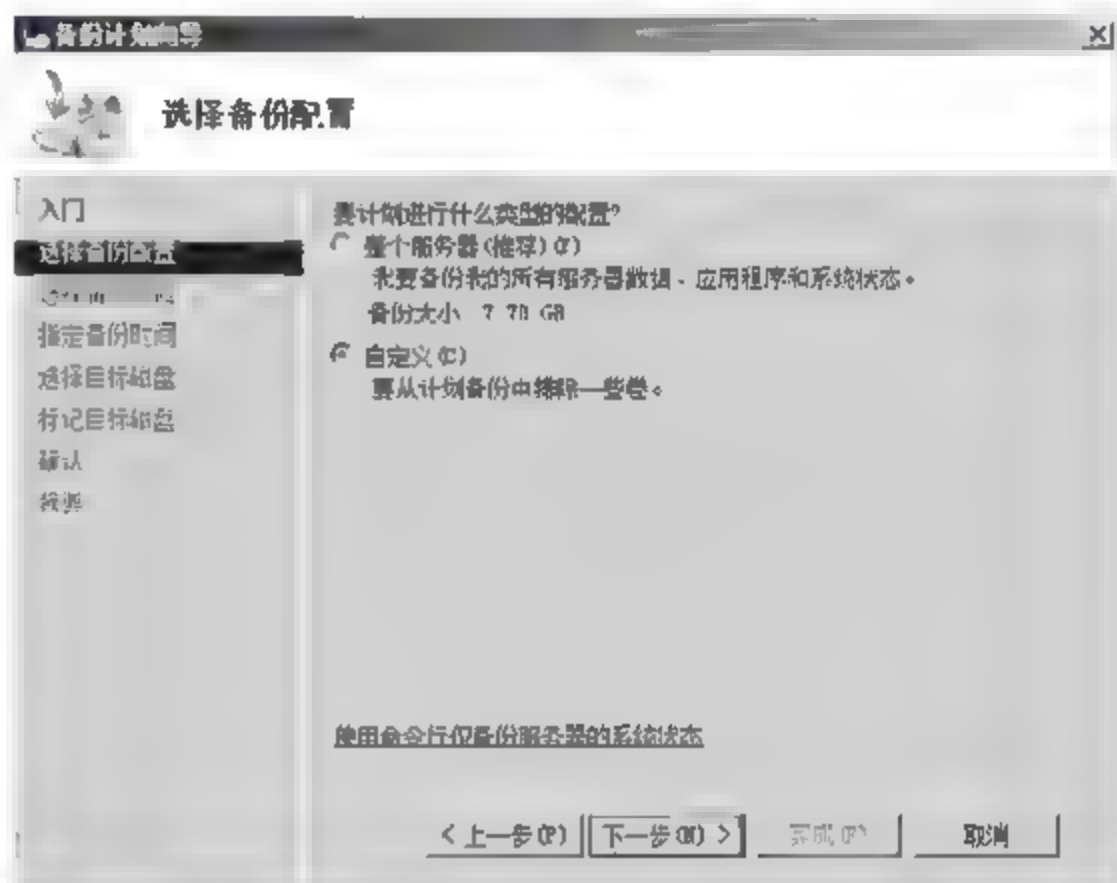 备份计划向导
选择备份配置
入门
选择备份配置
指定备份时间
选择目标磁盘
标记目标磁盘
确认
摘要
要计划进行什么类型的配置?
整个服务器(推荐)(F)
我要备份我的所有服务器数据、应用程序和系统状态。
备份大小: 7.70 GB
自定义(C)
要从计划备份中排除一些卷。
使用命令行仅备份服务器的系统状态
< 上一步(P)
下一步(N) >
完成(F)
取消